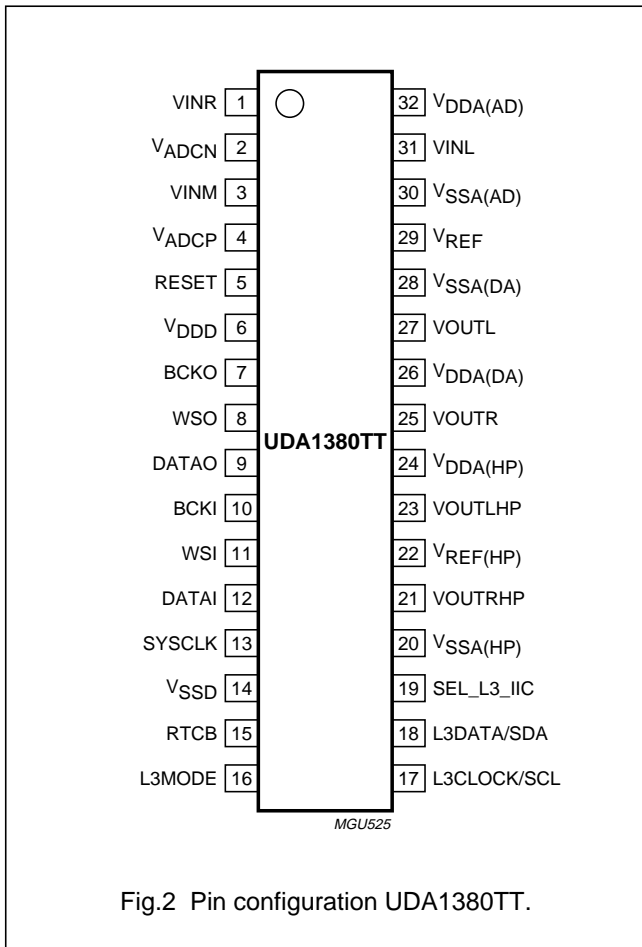 VINR 1 32 VDDA(AD)
VADCN 2 31 VINL
VINM 3 30 VSSA(AD)
VADCP 4 29 VREF
RESET 5 28 VSSA(DA)
VDDD 6 27 VOUTL
BCKO 7 26 VDDA(DA)
WSO 8 25 VOUTR
UDA1380TT
DATAO 9 24 VDDA(HP)
BCKI 10 23 VOUTLHP
WSI 11 22 VREF(HP)
DATAI 12 21 VOUTRHP
SYSCLK 13 20 VSSA(HP)
VSSD 14 19 SEL_L3_IIC
RTCB 15 18 L3DATA/SDA
L3MODE 16 17 L3CLOCK/SCL
MGU525
Fig.2 Pin configuration UDA1380TT.